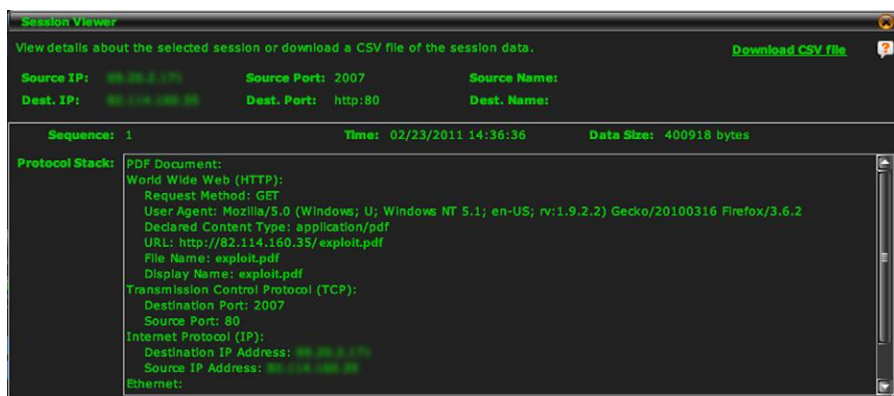 Session Viewer
View details about the selected session or download a CSV file of the session data.
Download CSV file
?
Source IP: Source Port: 2007 Source Name:
Dest. IP: Dest. Port: http:80 Dest. Name:
Sequence: 1 Time: 02/23/2011 14:36:36 Data Size: 400918 bytes
Protocol Stack:
PDF Document:
World Wide Web (HTTP):
Request Method: GET
User Agent: Mozilla/5.0 (Windows; U; Windows NT 5.1; en-US; rv:1.9.2.2) Gecko/20100316 Firefox/3.6.2
Declared Content Type: application/pdf
URL: http://82.114.160.35/exploit.pdf
File Name: exploit.pdf
Display Name: exploit.pdf
Transmission Control Protocol (TCP):
Destination Port: 2007
Source Port: 80
Internet Protocol (IP):
Destination IP Address:
Source IP Address:
Ethernet: